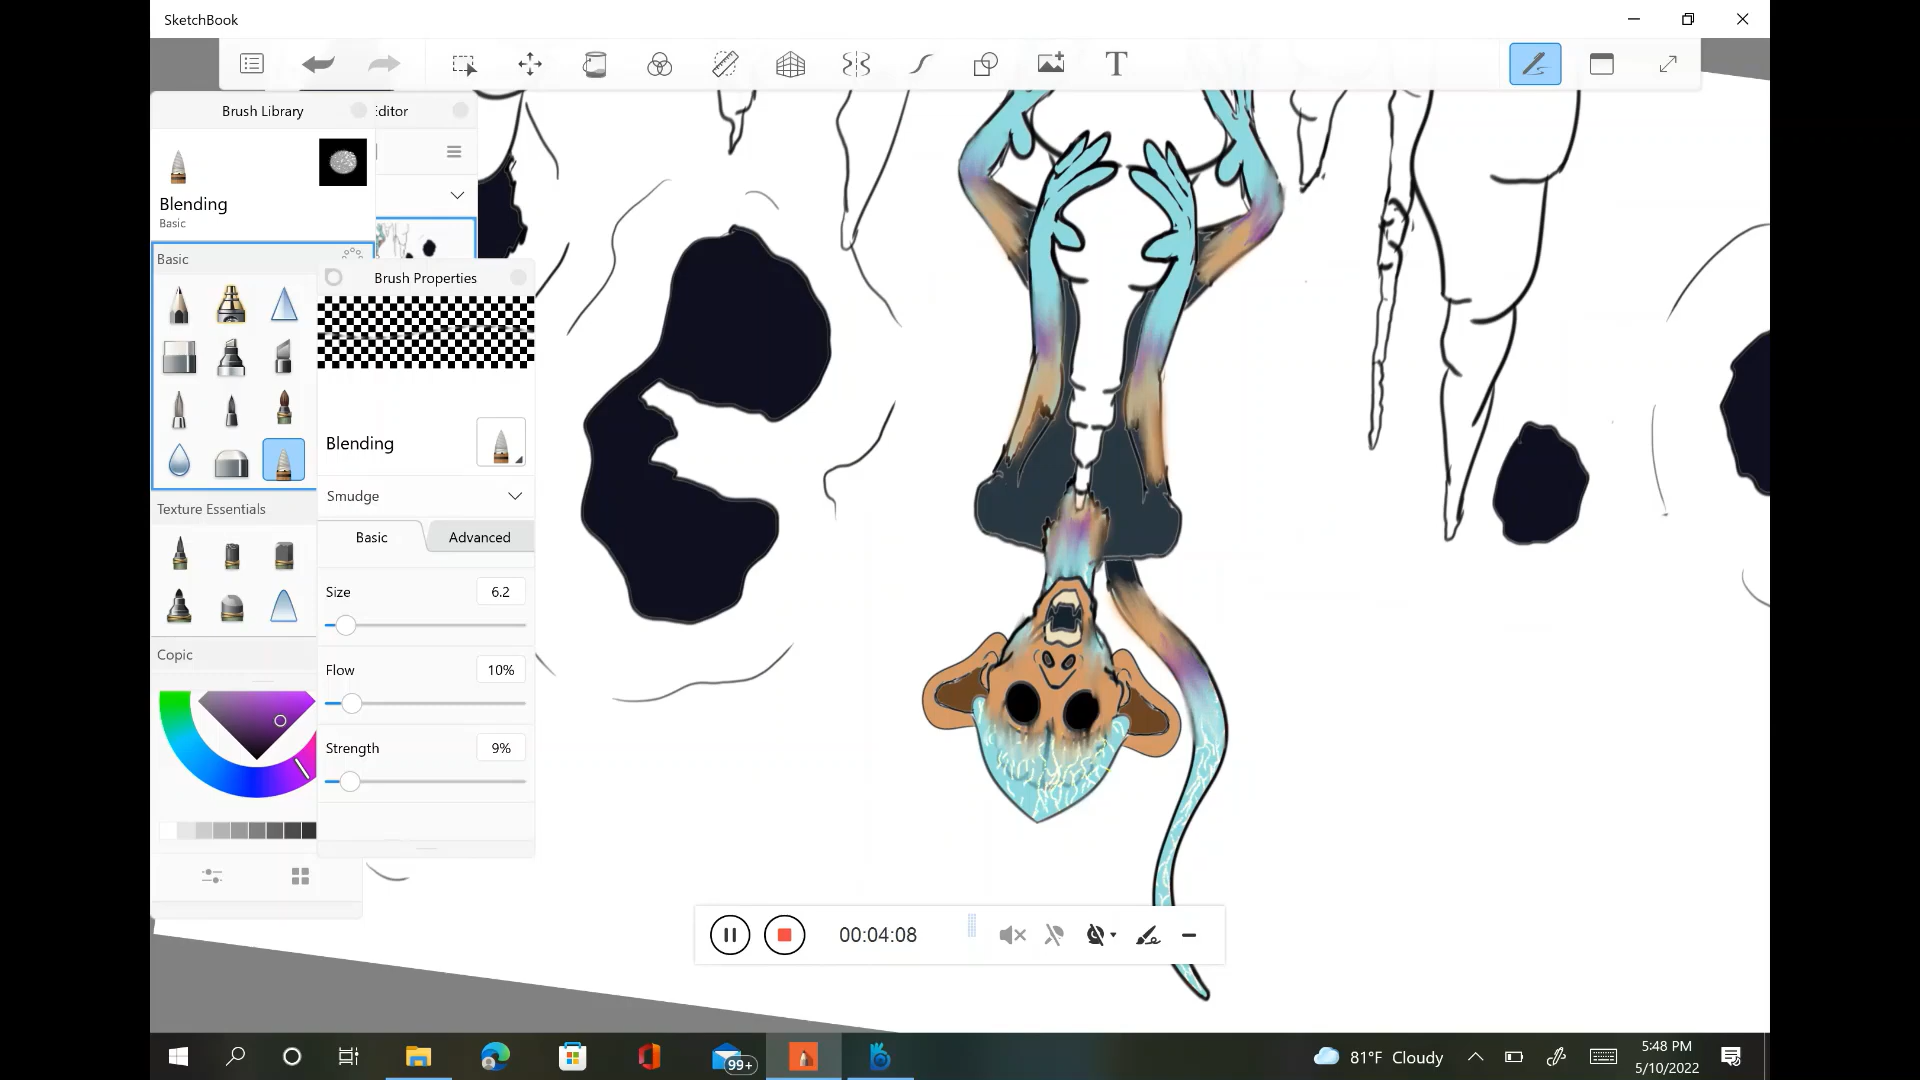 SketchBook
T
Brush Library
Editor
Blending
Basic
Basic
Brush Properties
Blending
Smudge
Basic
Advanced
Texture Essentials
Size
6.2
Copic
Flow
10%
Strength
9%
00:04:08
99+
81°F Cloudy
5:48 PM
5/10/2022